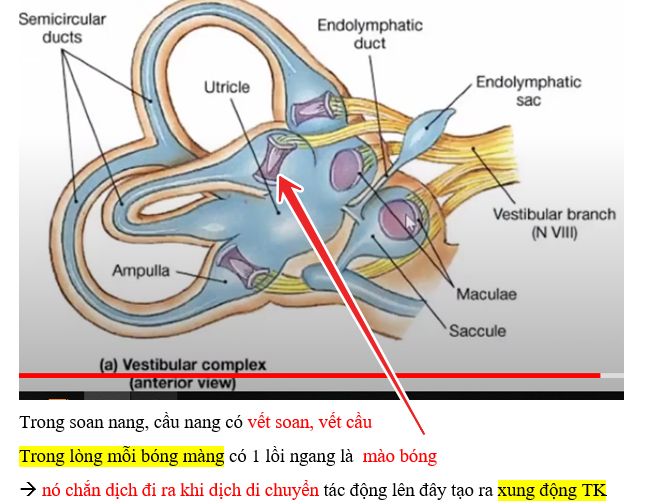 Semicircular
ducts
Endolymphatic
duct
Utricle
Endolymphatic
sac
Vestibular branch
(N VIII)
Ampulla
Maculae
Saccule
(a) Vestibular complex
(anterior view)
Trong soan nang, cầu nang có vết soan, vết cầu
Trong lòng mỗi bóng màng có 1 lồi ngang là mào bóng
→ nó chắn dịch đi ra khi dịch di chuyển tác động lên đây tạo ra xung động TK